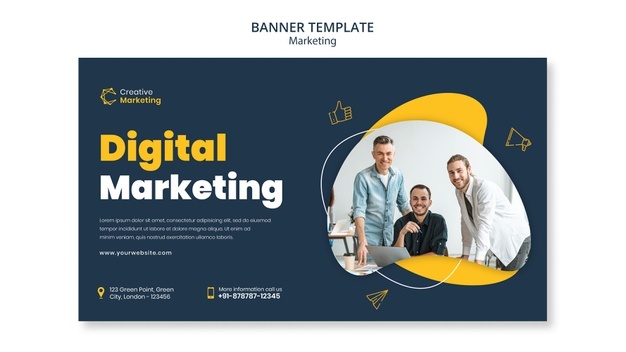 BANNER TEMPLATE
Marketing
Creative
Marketing
Digital
Marketing
Lorem ipsum dolor sit amet, consectetur adipisicing elit, sed do eiusmod
tempor incididunt ut labore et dolore magna aliqua. Ut enim ad
minim veniam, quis nostrud exercitation ullamco laboris.
www.yourwebsite.com
123 Green Point, Green
City, London - 123456
More information call us
+91-878787-12345